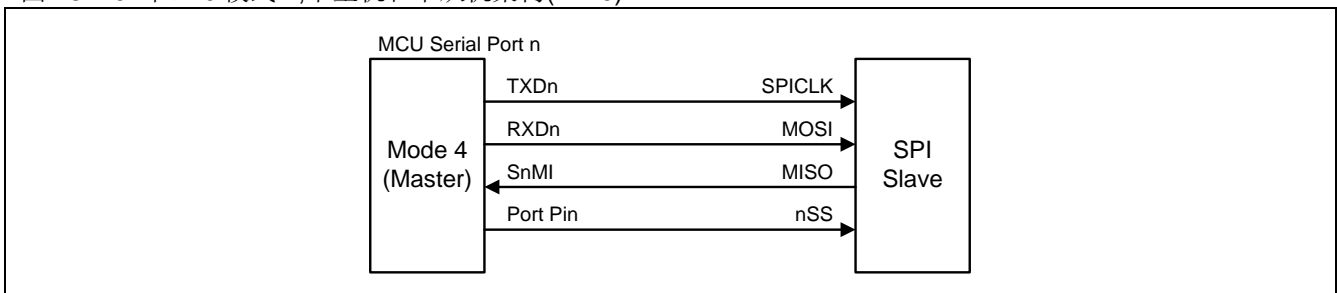 MCU Serial Port n
TXDn SPICLK
RXDn MOSI
Mode 4
(Master)
SnMI MISO
SPI
Slave
Port Pin nSS